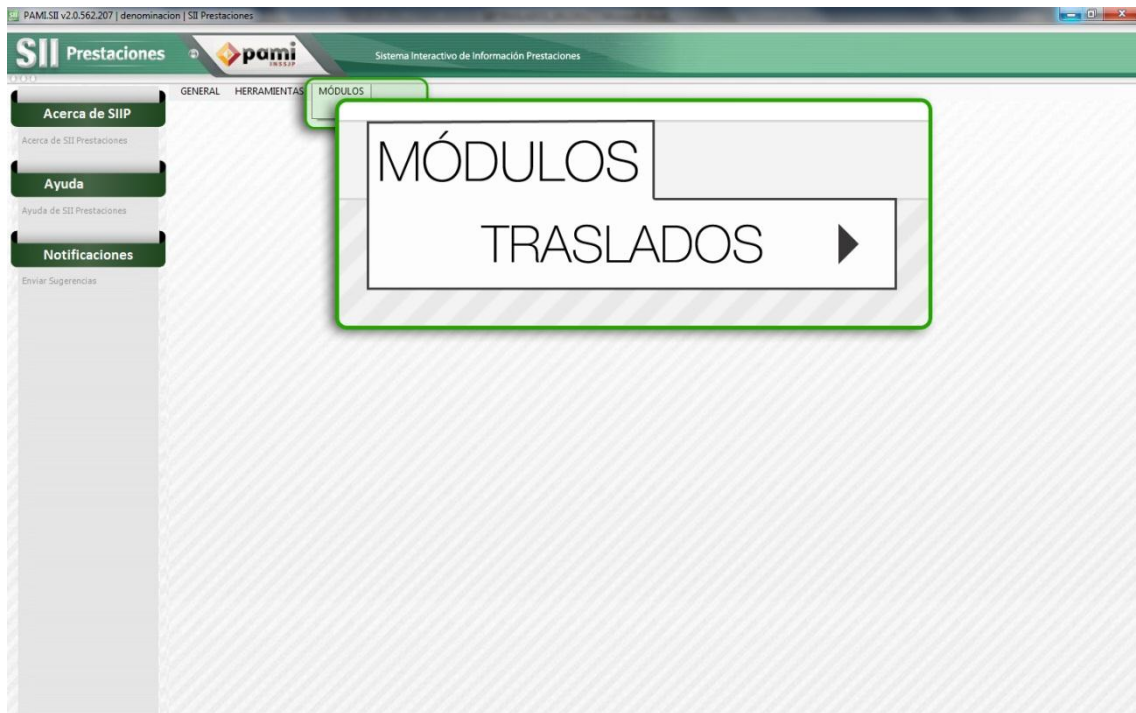 PAMI.SII v2.0.562.207 | denominacion | SII Prestaciones
SII Prestaciones
pami
INSSJP
Sistema Interactivo de Información Prestaciones
GENERAL HERRAMIENTAS MÓDULOS
Acerca de SIIP
Acerca de SII Prestaciones
Ayuda
Ayuda de SII Prestaciones
Notificaciones
Enviar Sugerencias
MÓDULOS
TRASLADOS